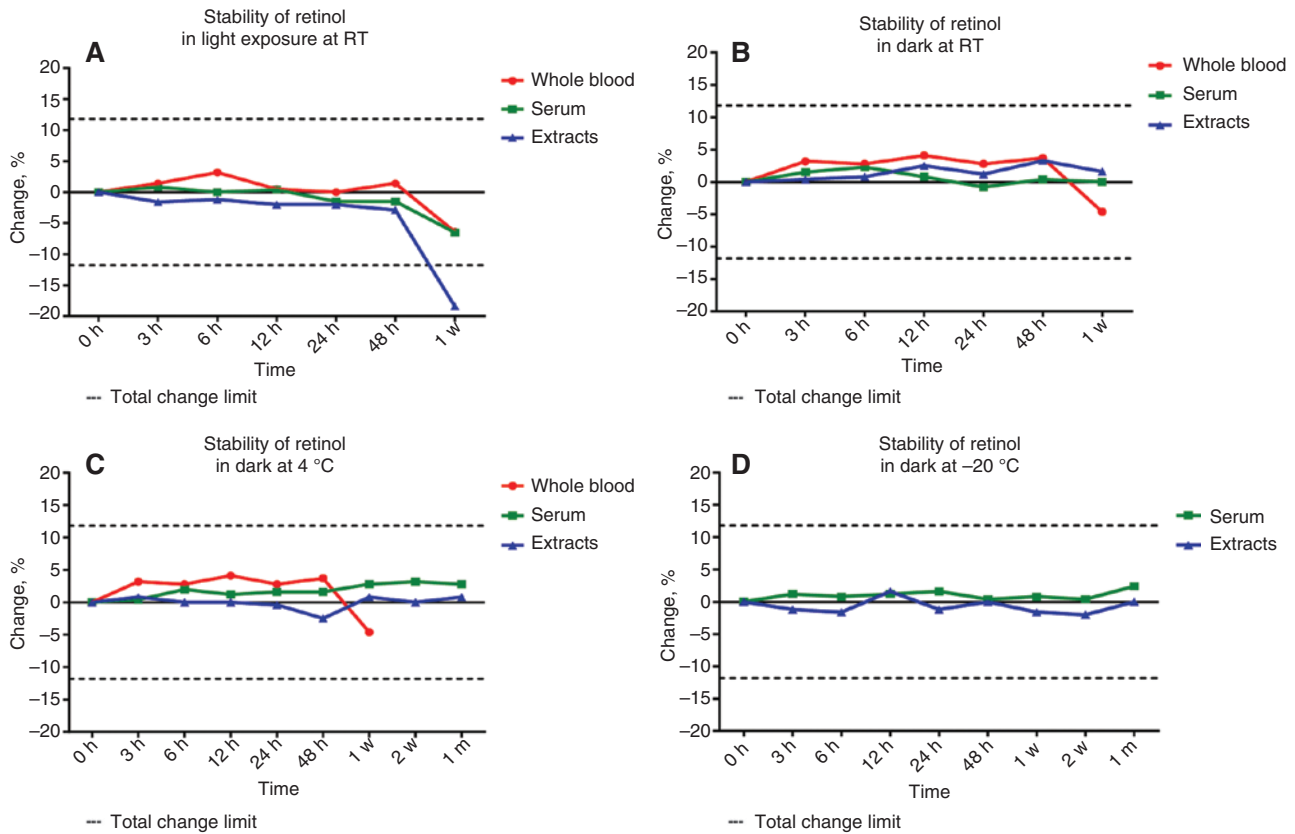 Stability of retinol
in light exposure at RT
A
20
15
10
5
0
–5
–10
–15
–20
Change, %
0 h
3 h
6 h
12 h
24 h
48 h
1 w
Time
Whole blood
Serum
Extracts
--- Total change limit
Stability of retinol
in dark at RT
B
20
15
10
5
0
–5
–10
–15
–20
Change, %
0 h
3 h
6 h
12 h
24 h
48 h
1 w
Time
Whole blood
Serum
Extracts
--- Total change limit
Stability of retinol
in dark at 4 °C
C
20
15
10
5
0
–5
–10
–15
–20
Change, %
0 h
3 h
6 h
12 h
24 h
48 h
1 w
2 w
1 m
Time
Whole blood
Serum
Extracts
--- Total change limit
Stability of retinol
in dark at –20 °C
D
20
15
10
5
0
–5
–10
–15
–20
Change, %
0 h
3 h
6 h
12 h
24 h
48 h
1 w
2 w
1 m
Time
Serum
Extracts
--- Total change limit